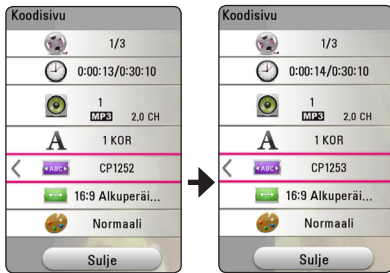 Koodisivu
1/3
0:00:13/0:30:10
1
MP3 2.0 CH
A 1 KOR
ABC CP1252
16:9 Alkuperäi...
Normaali
Sulje
Koodisivu
1/3
0:00:14/0:30:10
1
MP3 2.0 CH
A 1 KOR
ABC CP1253
16:9 Alkuperäi...
Normaali
Sulje